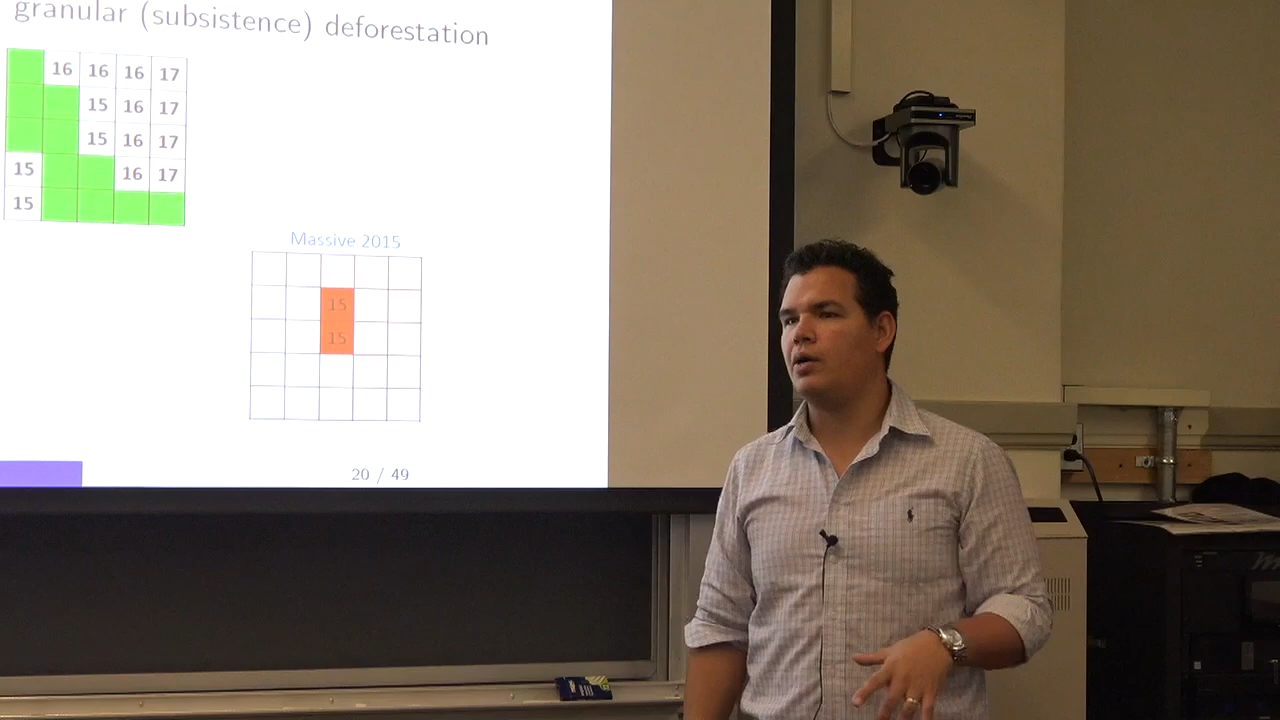 granular (subsistence) deforestation
16 16 16 17
15 16 17
15 16 17
15 16 17
15
Massive 2015
15
15
20 / 49